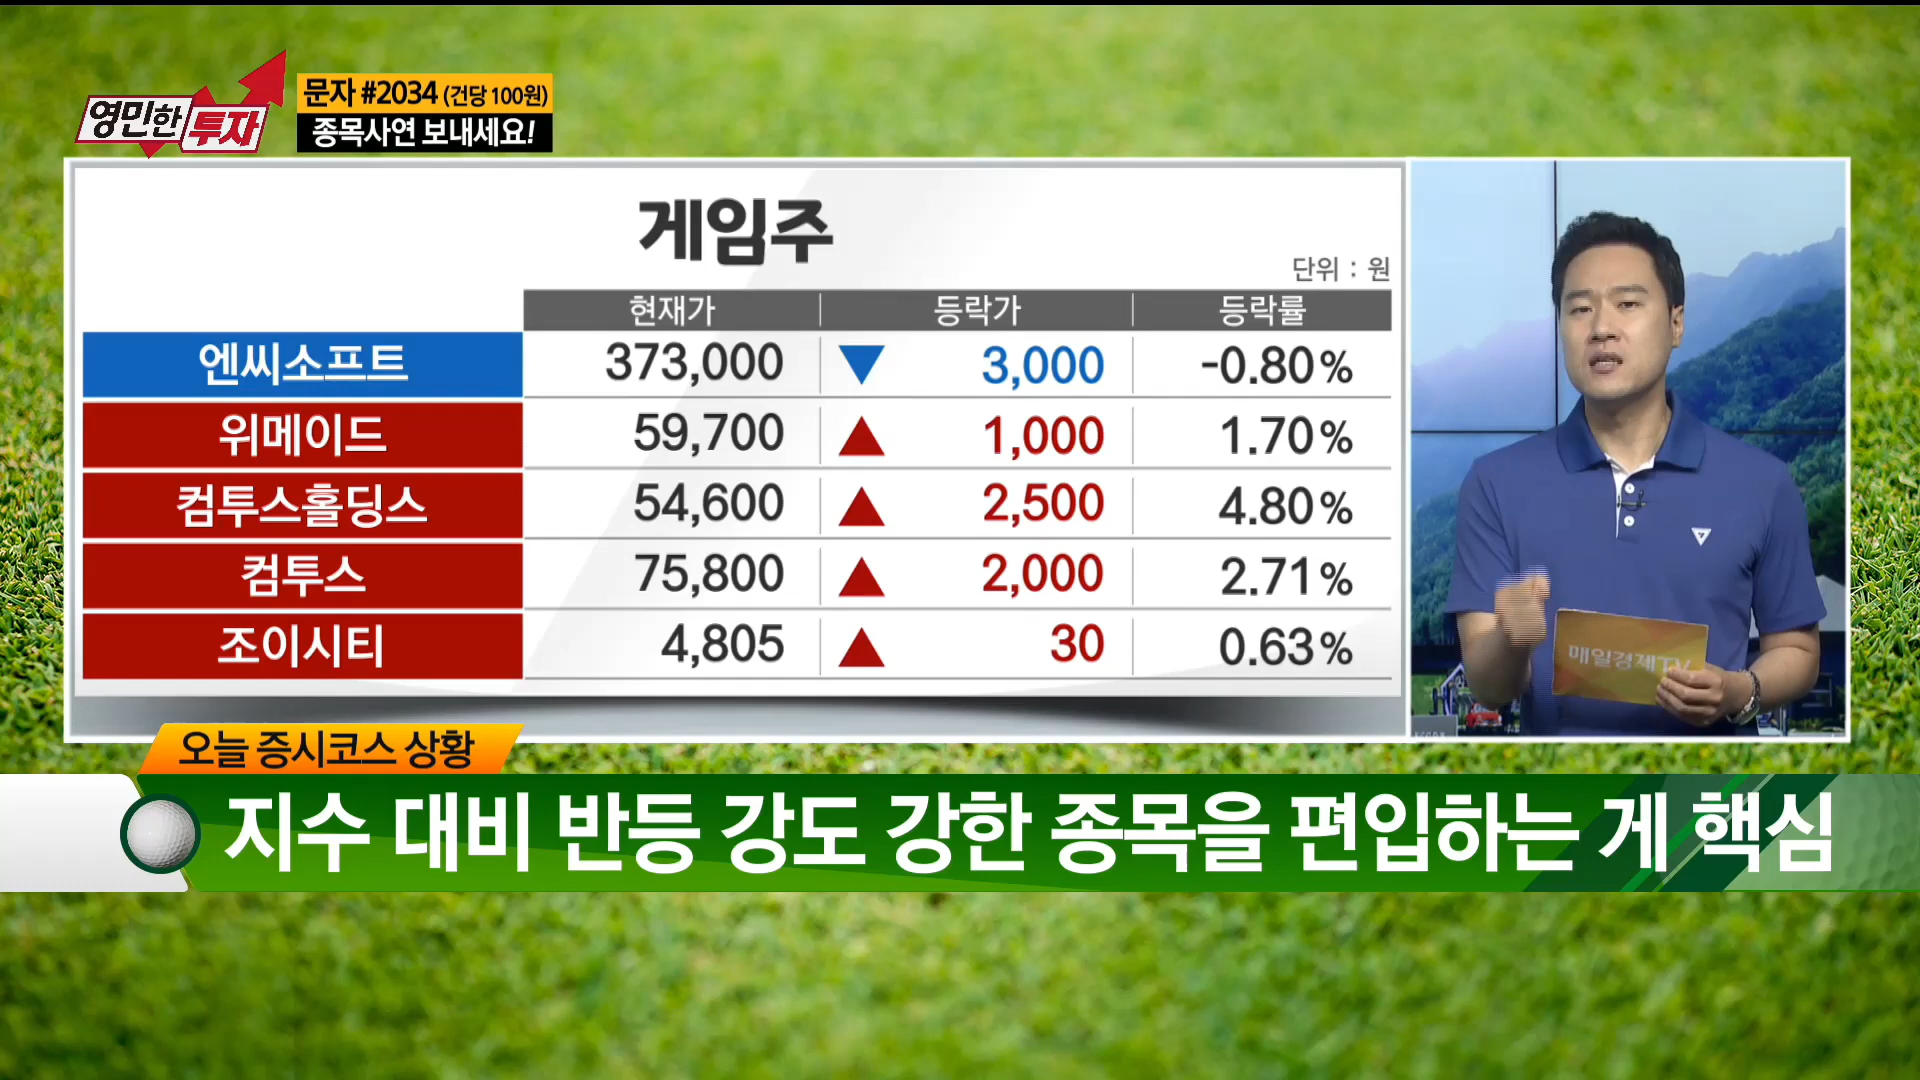 영민한 투자
문자 #2034 (건당 100원)
종목사연 보내세요!
게임주
단위 : 원
현재가 등락가 등락률
엔씨소프트 373,000 ▼ 3,000 -0.80%
위메이드 59,700 ▲ 1,000 1.70%
컴투스홀딩스 54,600 ▲ 2,500 4.80%
컴투스 75,800 ▲ 2,000 2.71%
조이시티 4,805 ▲ 30 0.63%
매일경제TV
오늘 증시코스 상황
지수 대비 반등 강도 강한 종목을 편입하는 게 핵심